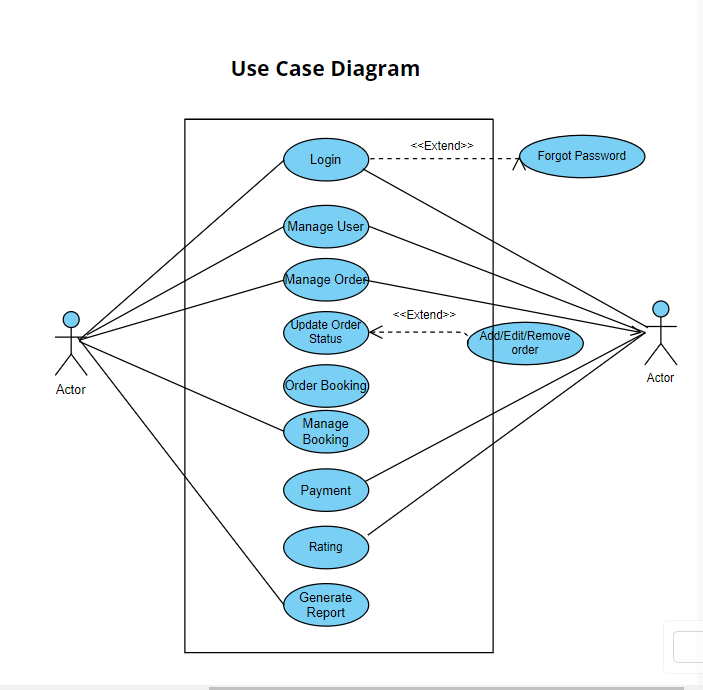 Use Case Diagram
<<Extend>>
Login
Forgot Password
Manage User
Manage Order
<<Extend>>
Update Order
Status
Add/Edit/Remove
order
Actor
Actor
Order Booking
Manage
Booking
Payment
Rating
Generate
Report